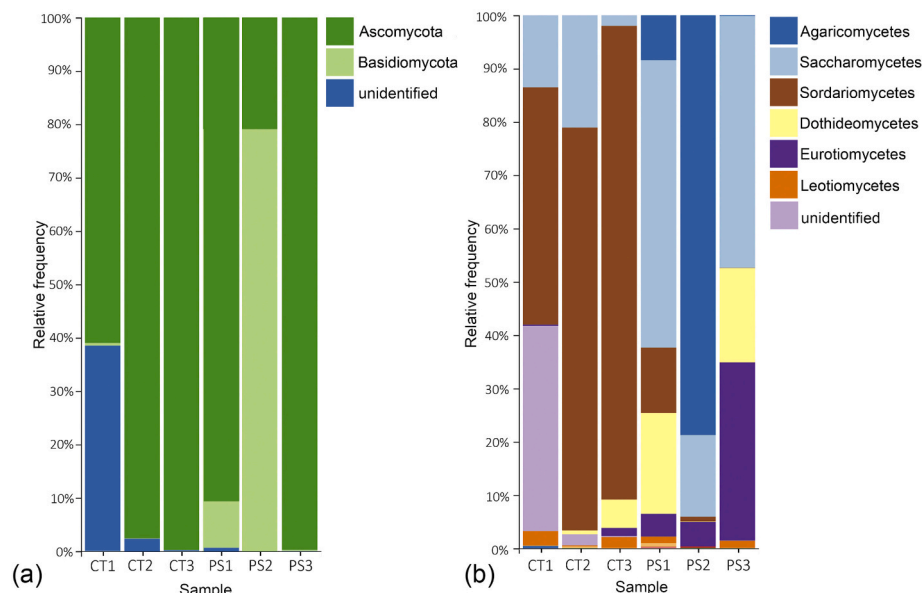 100%
90%
80%
70%
60%
50%
40%
30%
20%
10%
0%
Relative frequency
CT1 CT2 CT3 PS1 PS2 PS3
Sample
(a)
Ascomycota
Basidiomycota
unidentified
100%
90%
80%
70%
60%
50%
40%
30%
20%
10%
0%
Relative frequency
CT1 CT2 CT3 PS1 PS2 PS3
Sample
(b)
Agaricomycetes
Saccharomycetes
Sordariomycetes
Dothideomycetes
Eurotiomycetes
Leotiomycetes
unidentified